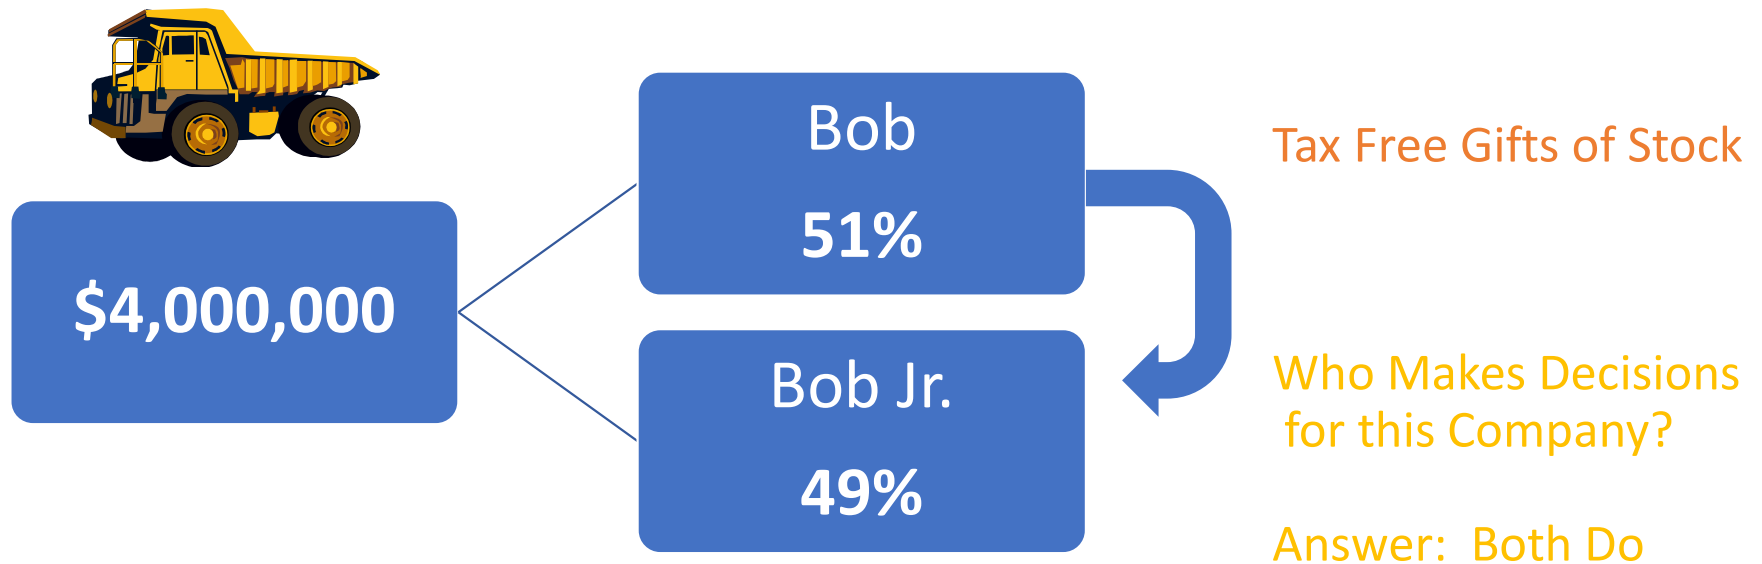 $4,000,000
Bob
51%
Bob Jr.
49%
Tax Free Gifts of Stock
Who Makes Decisions
for this Company?
Answer:  Both Do